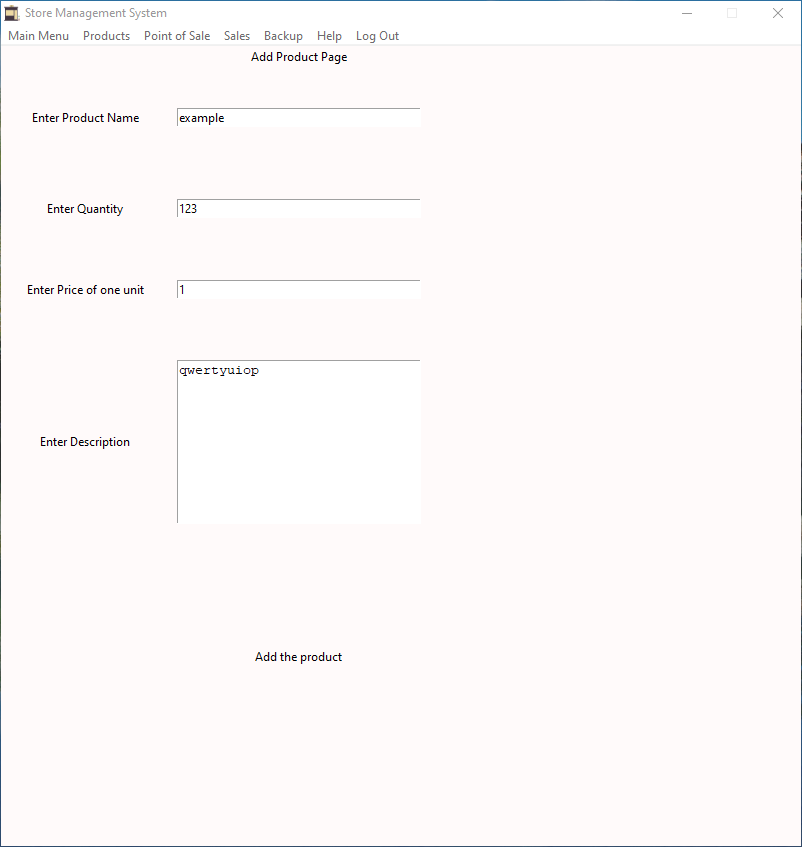 Store Management System
Main Menu Products Point of Sale Sales Backup Help Log Out
Add Product Page
Enter Product Name example
Enter Quantity 123
Enter Price of one unit 1
qwertyuiop
Enter Description
Add the product